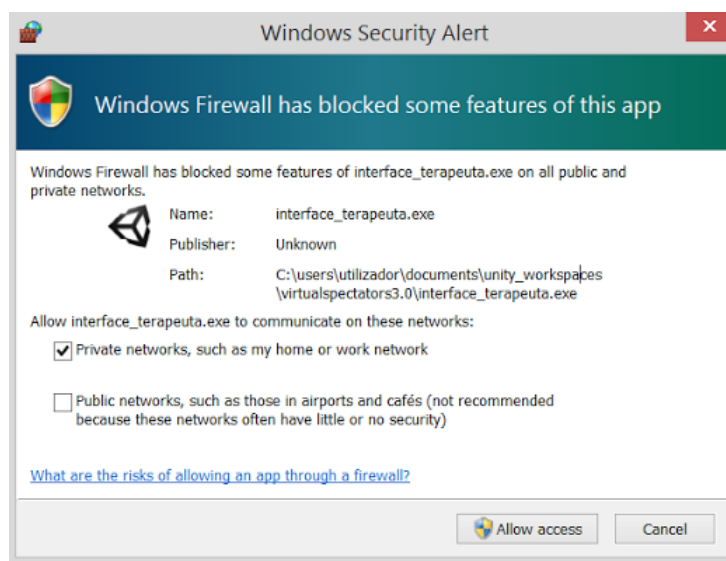 Windows Security Alert
Windows Firewall has blocked some features of this app
Windows Firewall has blocked some features of interface_terapeuta.exe on all public and
private networks.
Name: interface_terapeuta.exe
Publisher: Unknown
Path: C:\users\utilizador\documents\unity_workspaces
\virtualspectators3.0\interface_terapeuta.exe
Allow interface_terapeuta.exe to communicate on these networks:
Private networks, such as my home or work network
Public networks, such as those in airports and cafés (not recommended
because these networks often have little or no security)
What are the risks of allowing an app through a firewall?
Allow access Cancel